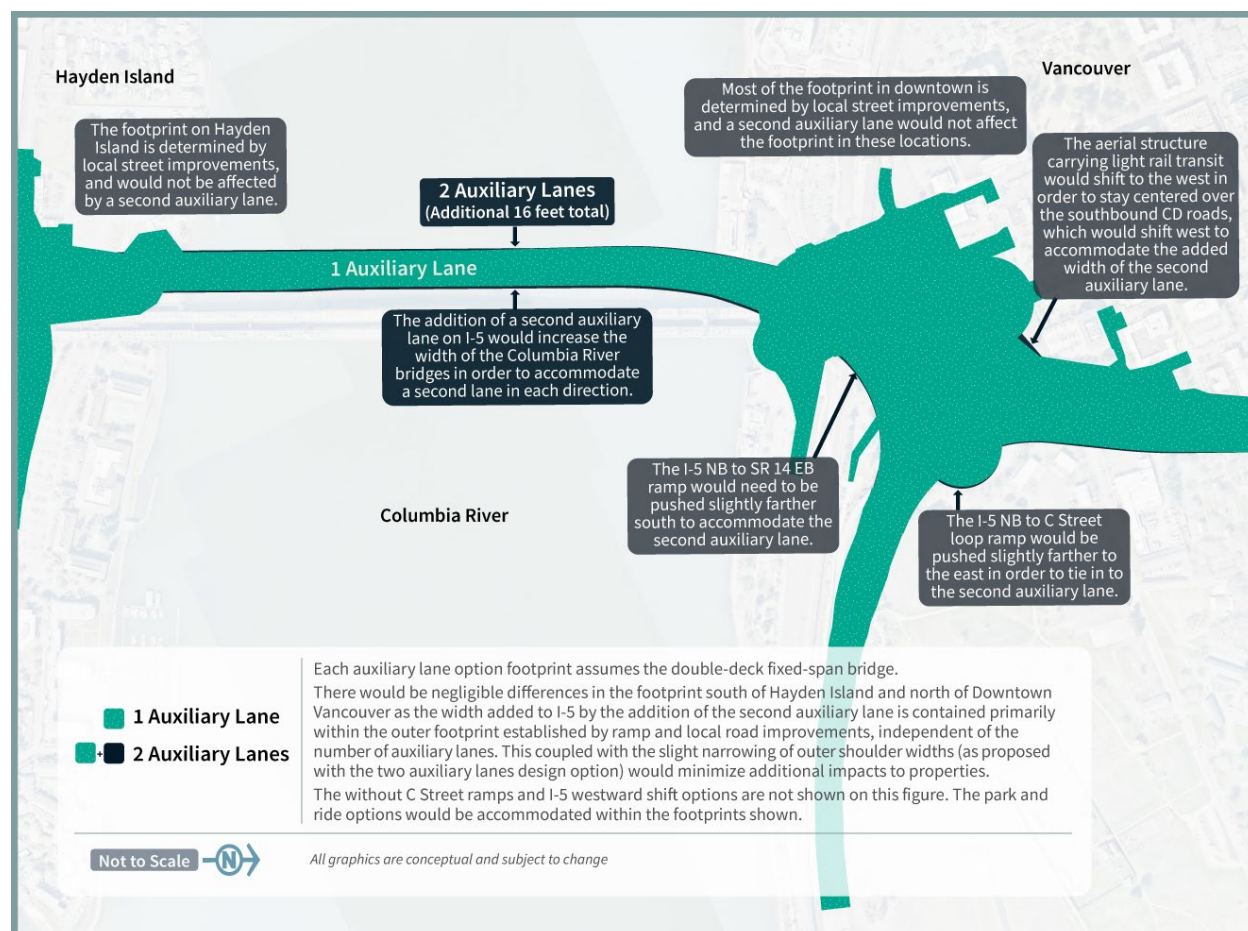 Hayden Island
Vancouver
The footprint on Hayden
Island is determined by
local street improvements,
and would not be affected
by a second auxiliary lane.
Most of the footprint in downtown is
determined by local street improvements,
and a second auxiliary lane would not affect
the footprint in these locations.
The aerial structure
carrying light rail transit
would shift to the west in
order to stay centered over
the southbound CD roads,
which would shift west to
accommodate the added
width of the second
auxiliary lane.
2 Auxiliary Lanes
(Additional 16 feet total)
1 Auxiliary Lane
The addition of a second auxiliary
lane on I-5 would increase the
width of the Columbia River
bridges in order to accommodate
a second lane in each direction.
The I-5 NB to SR 14 EB
ramp would need to be
pushed slightly farther
south to accommodate the
second auxiliary lane.
The I-5 NB to C Street
loop ramp would be
pushed slightly farther to
the east in order to tie in to
the second auxiliary lane.
Columbia River
1 Auxiliary Lane
+ 2 Auxiliary Lanes
Each auxiliary lane option footprint assumes the double-deck fixed-span bridge.
There would be negligible differences in the footprint south of Hayden Island and north of Downtown
Vancouver as the width added to I-5 by the addition of the second auxiliary lane is contained primarily
within the outer footprint established by ramp and local road improvements, independent of the
number of auxiliary lanes. This coupled with the slight narrowing of outer shoulder widths (as proposed
with the two auxiliary lanes design option) would minimize additional impacts to properties.
The without C Street ramps and I-5 westward shift options are not shown on this figure. The park and
ride options would be accommodated within the footprints shown.
Not to Scale N
All graphics are conceptual and subject to change